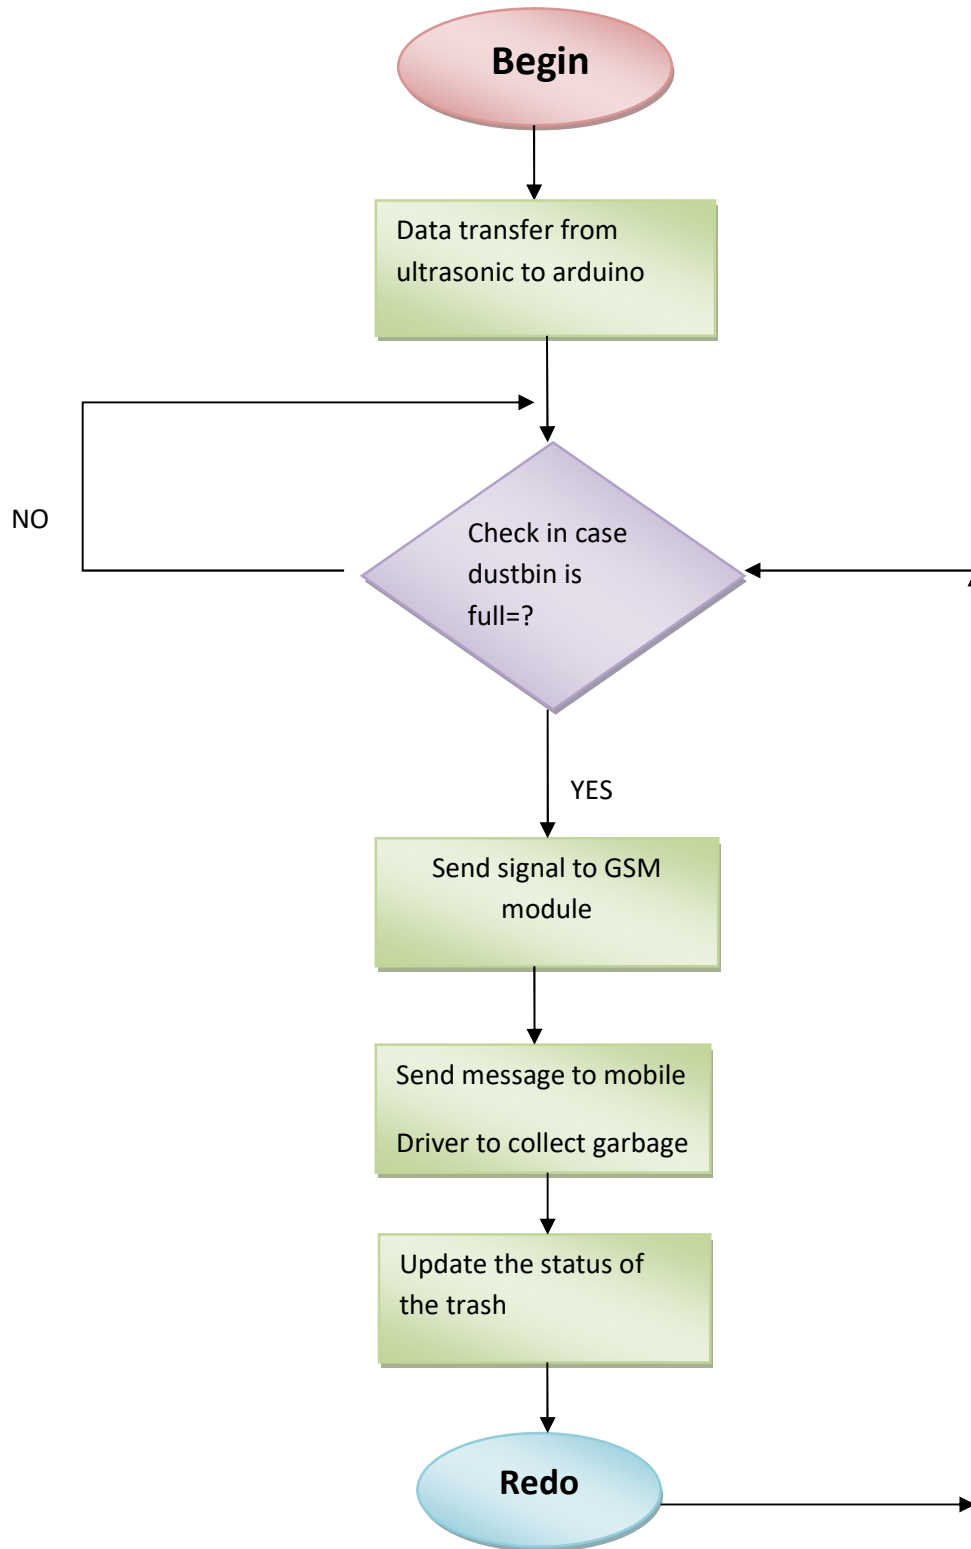 Begin
Data transfer from
ultrasonic to arduino
NO
Check in case
dustbin is
full=?
YES
Send signal to GSM
module
Send message to mobile
Driver to collect garbage
Update the status of
the trash
Redo